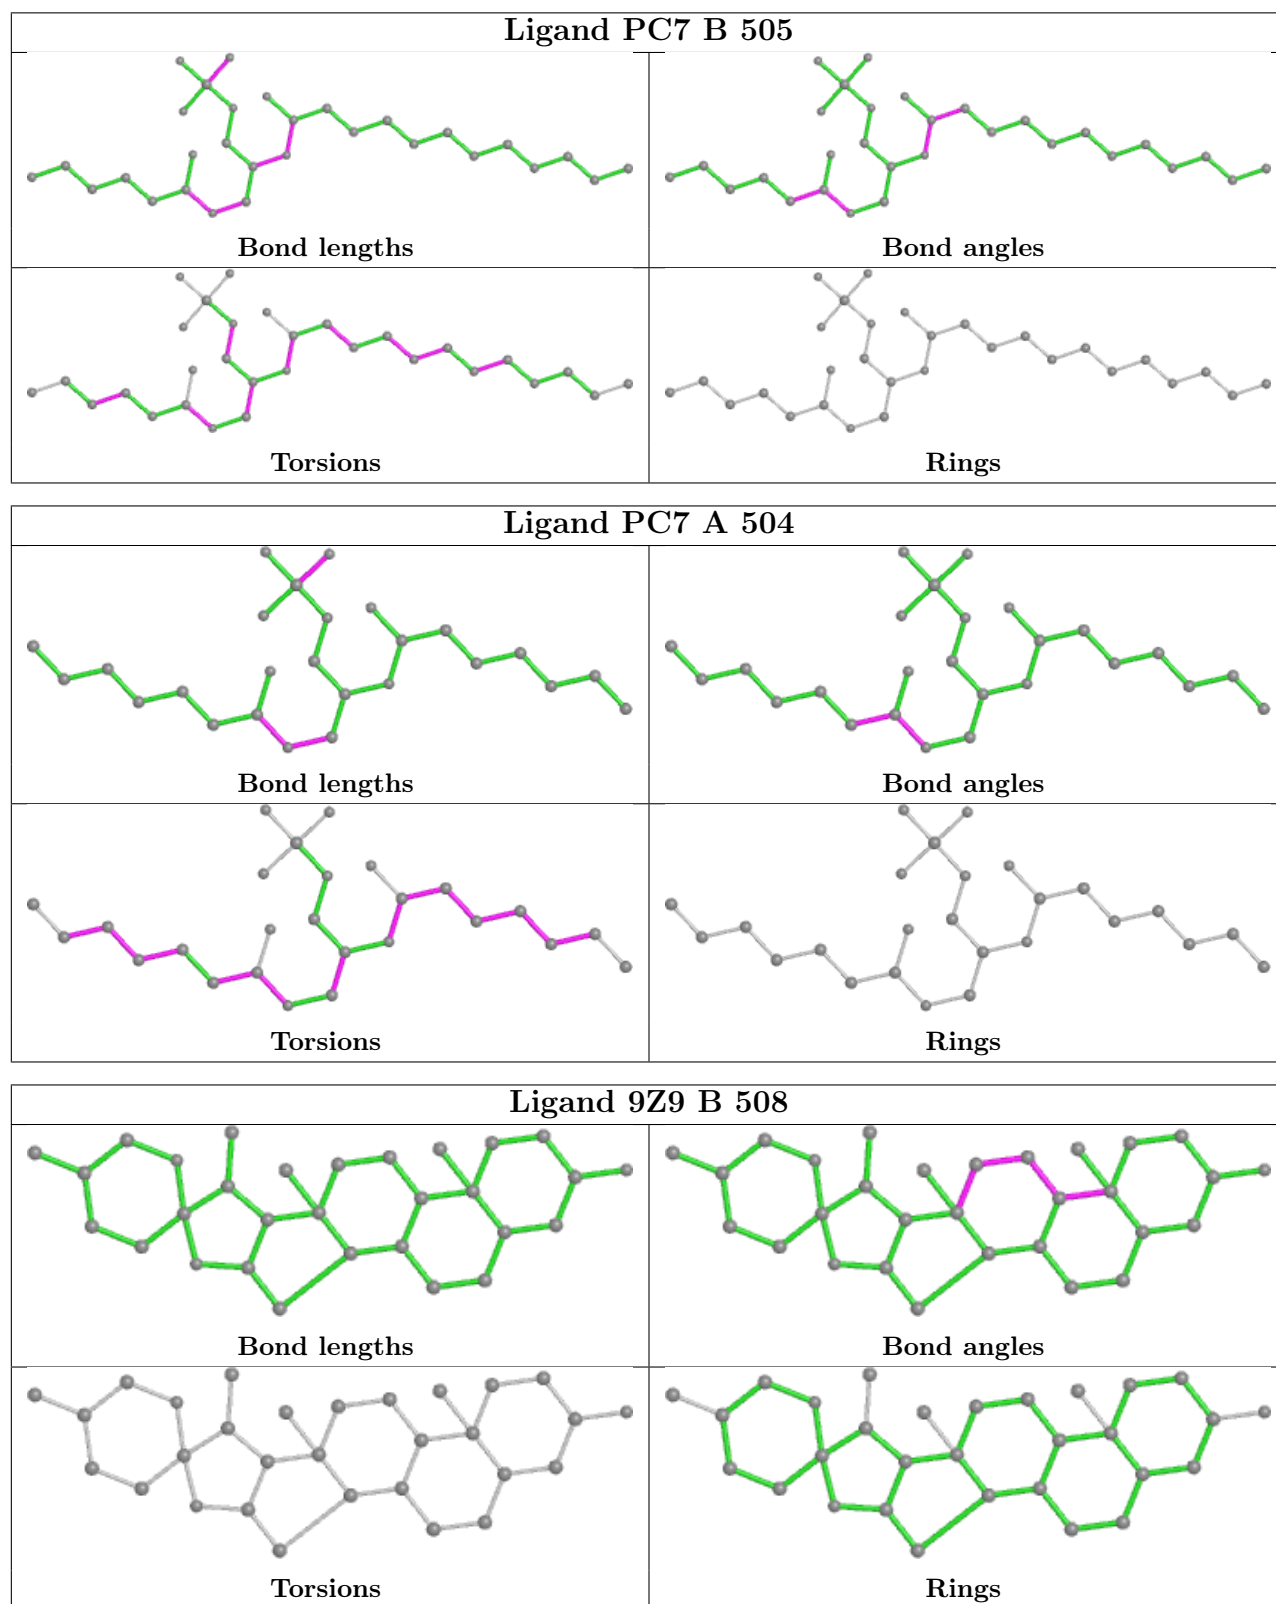 Ligand PC7 B 505
Bond lengths
Bond angles
Torsions
Rings
Ligand PC7 A 504
Bond lengths
Bond angles
Torsions
Rings
Ligand 9Z9 B 508
Bond lengths
Bond angles
Torsions
Rings